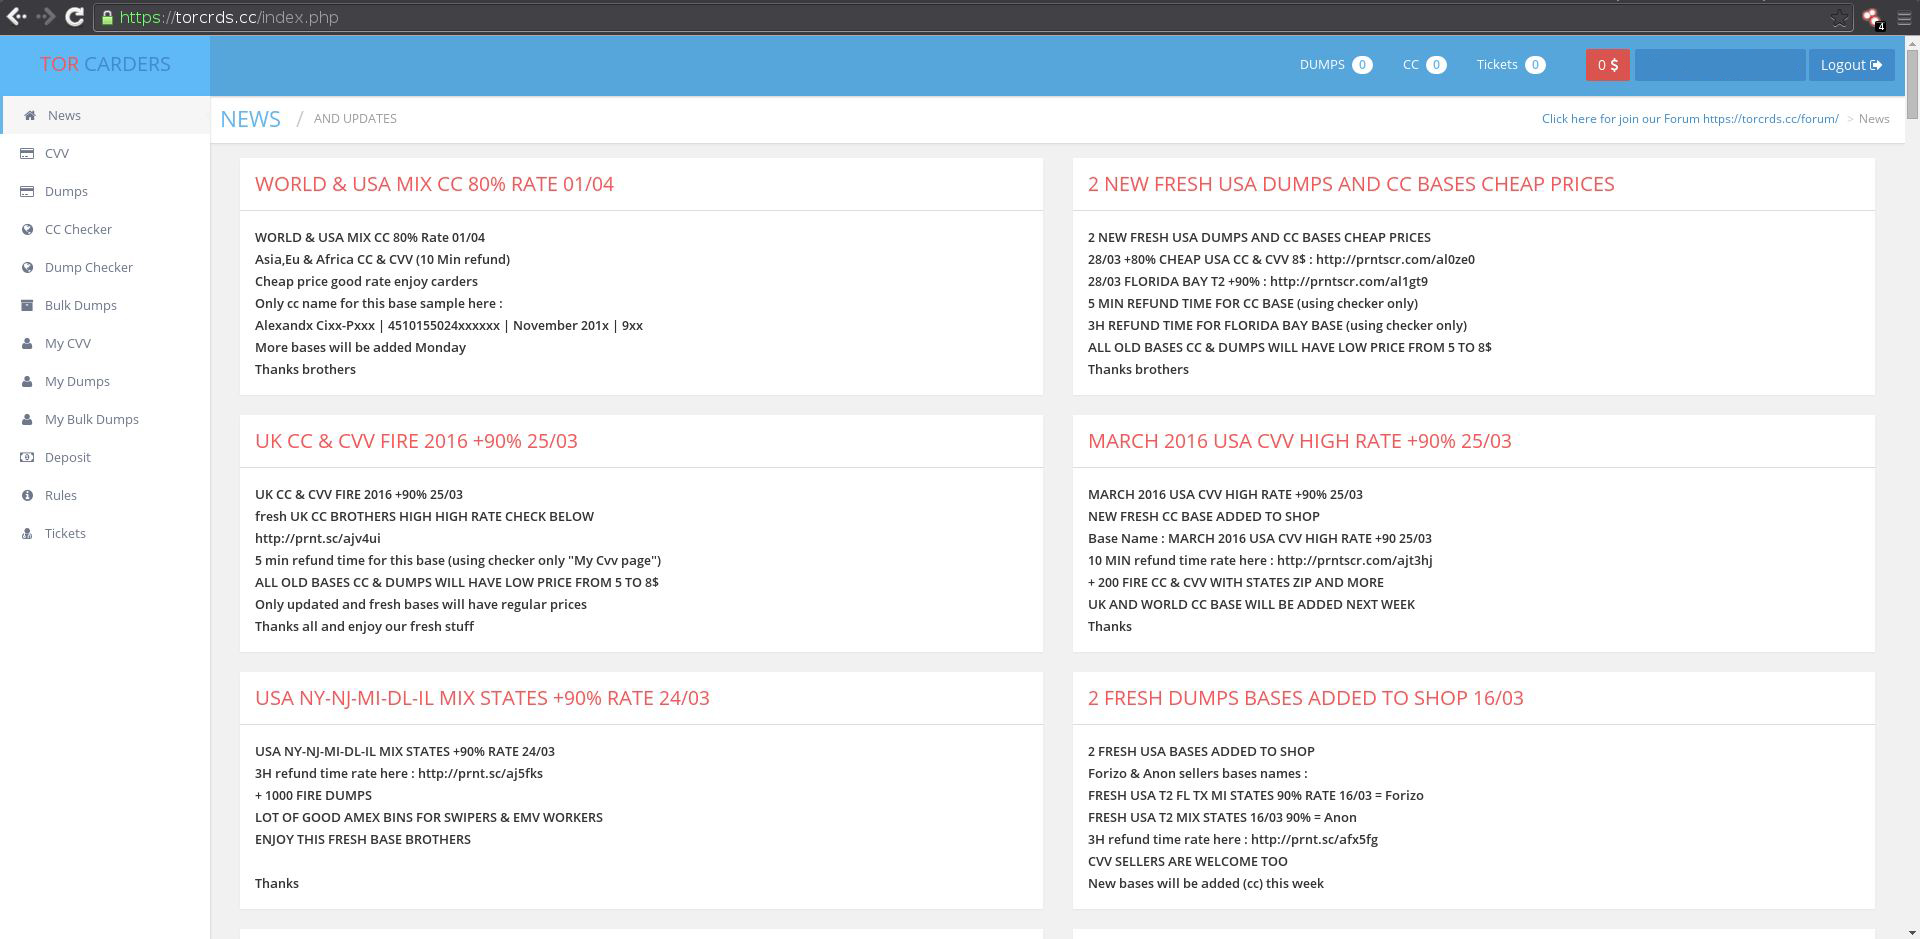 https://torcrds.cc/index.php
4
TOR CARDERS
DUMPS 0 CC 0 Tickets 0 0 $ Logout
News
CVV
Dumps
CC Checker
Dump Checker
Bulk Dumps
My CVV
My Dumps
My Bulk Dumps
Deposit
Rules
Tickets
NEWS / AND UPDATES
Click here for join our Forum https://torcrds.cc/forum/ > News
WORLD & USA MIX CC 80% RATE 01/04
WORLD & USA MIX CC 80% Rate 01/04
Asia,Eu & Africa CC & CVV (10 Min refund)
Cheap price good rate enjoy carders
Only cc name for this base sample here :
Alexandx Cixx-Pxxx | 4510155024xxxxxx | November 201x | 9xx
More bases will be added Monday
Thanks brothers
2 NEW FRESH USA DUMPS AND CC BASES CHEAP PRICES
2 NEW FRESH USA DUMPS AND CC BASES CHEAP PRICES
28/03 +80% CHEAP USA CC & CVV 8$ : http://prntscr.com/al0ze0
28/03 FLORIDA BAY T2 +90% : http://prntscr.com/al1gt9
5 MIN REFUND TIME FOR CC BASE (using checker only)
3H REFUND TIME FOR FLORIDA BAY BASE (using checker only)
ALL OLD BASES CC & DUMPS WILL HAVE LOW PRICE FROM 5 TO 8$
Thanks brothers
UK CC & CVV FIRE 2016 +90% 25/03
UK CC & CVV FIRE 2016 +90% 25/03
fresh UK CC BROTHERS HIGH HIGH RATE CHECK BELOW
http://prnt.sc/ajv4ui
5 min refund time for this base (using checker only "My Cvv page")
ALL OLD BASES CC & DUMPS WILL HAVE LOW PRICE FROM 5 TO 8$
Only updated and fresh bases will have regular prices
Thanks all and enjoy our fresh stuff
MARCH 2016 USA CVV HIGH RATE +90% 25/03
MARCH 2016 USA CVV HIGH RATE +90% 25/03
NEW FRESH CC BASE ADDED TO SHOP
Base Name : MARCH 2016 USA CVV HIGH RATE +90 25/03
10 MIN refund time rate here : http://prntscr.com/ajt3hj
+ 200 FIRE CC & CVV WITH STATES ZIP AND MORE
UK AND WORLD CC BASE WILL BE ADDED NEXT WEEK
Thanks
USA NY-NJ-MI-DL-IL MIX STATES +90% RATE 24/03
USA NY-NJ-MI-DL-IL MIX STATES +90% RATE 24/03
3H refund time rate here : http://prnt.sc/aj5fks
+ 1000 FIRE DUMPS
LOT OF GOOD AMEX BINS FOR SWIPERS & EMV WORKERS
ENJOY THIS FRESH BASE BROTHERS
Thanks
2 FRESH DUMPS BASES ADDED TO SHOP 16/03
2 FRESH USA BASES ADDED TO SHOP
Forizo & Anon sellers bases names :
FRESH USA T2 FL TX MI STATES 90% RATE 16/03 = Forizo
FRESH USA T2 MIX STATES 16/03 90% = Anon
3H refund time rate here : http://prnt.sc/afx5fg
CVV SELLERS ARE WELCOME TOO
New bases will be added (cc) this week